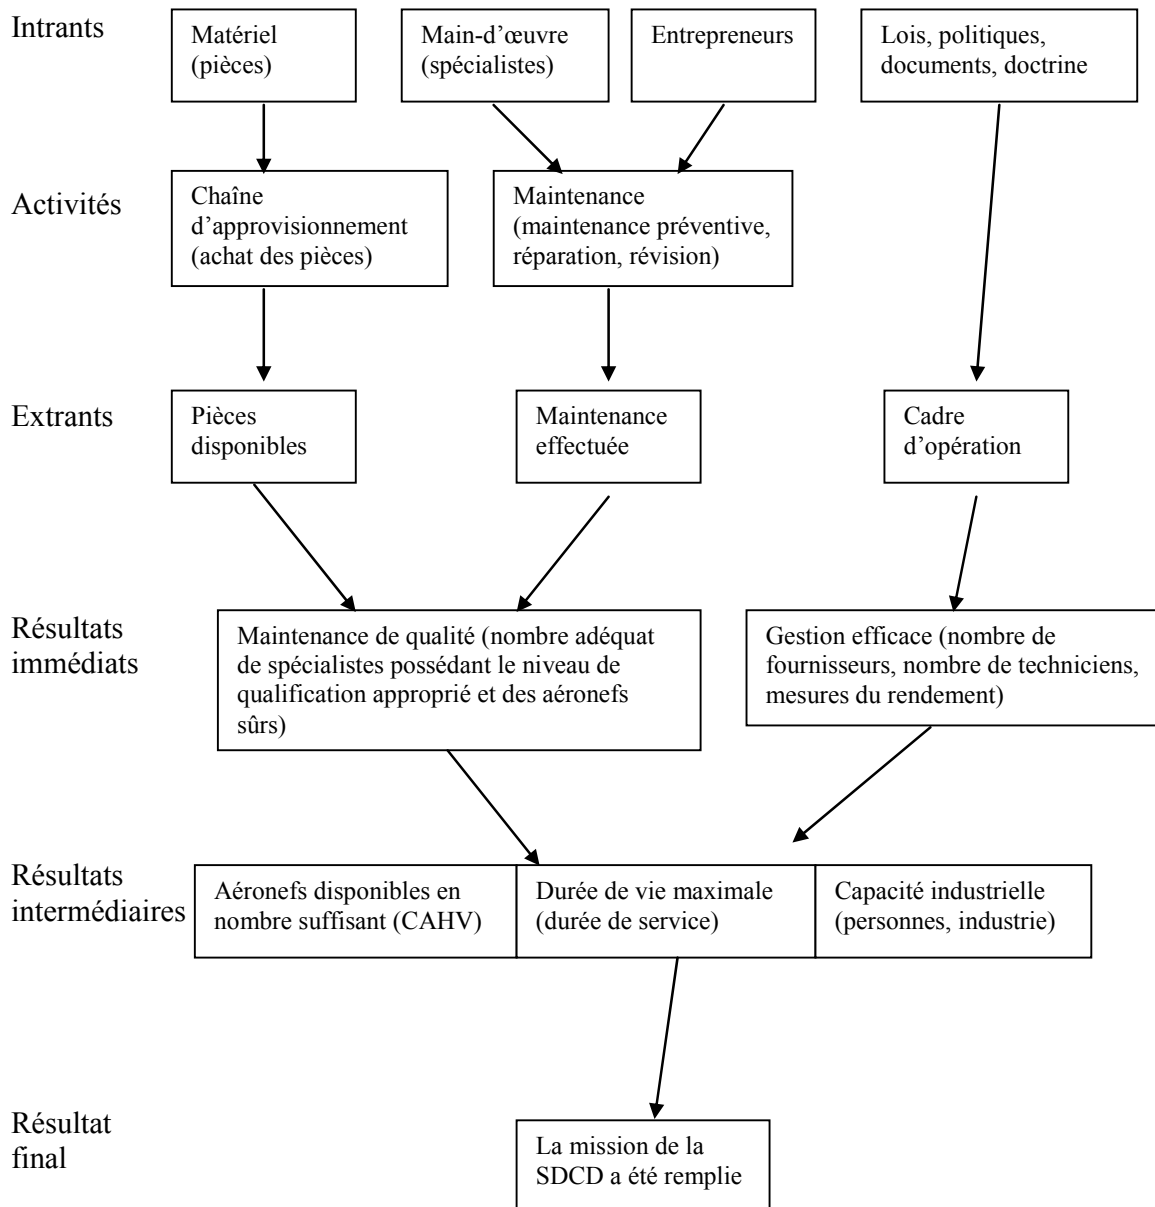 Intrants
Matériel
(pièces)
Main-d’œuvre
(spécialistes)
Entrepreneurs
Lois, politiques,
documents, doctrine
Activités
Chaîne
d’approvisionnement
(achat des pièces)
Maintenance
(maintenance préventive,
réparation, révision)
Extrants
Pièces
disponibles
Maintenance
effectuée
Cadre
d’opération
Résultats
immédiats
Maintenance de qualité (nombre adéquat
de spécialistes possédant le niveau de
qualification approprié et des aéronefs
sûrs)
Gestion efficace (nombre de
fournisseurs, nombre de techniciens,
mesures du rendement)
Résultats
intermédiaires
Aéronefs disponibles en
nombre suffisant (CAHV)
Durée de vie maximale
(durée de service)
Capacité industrielle
(personnes, industrie)
Résultat
final
La mission de la
SDCD a été remplie